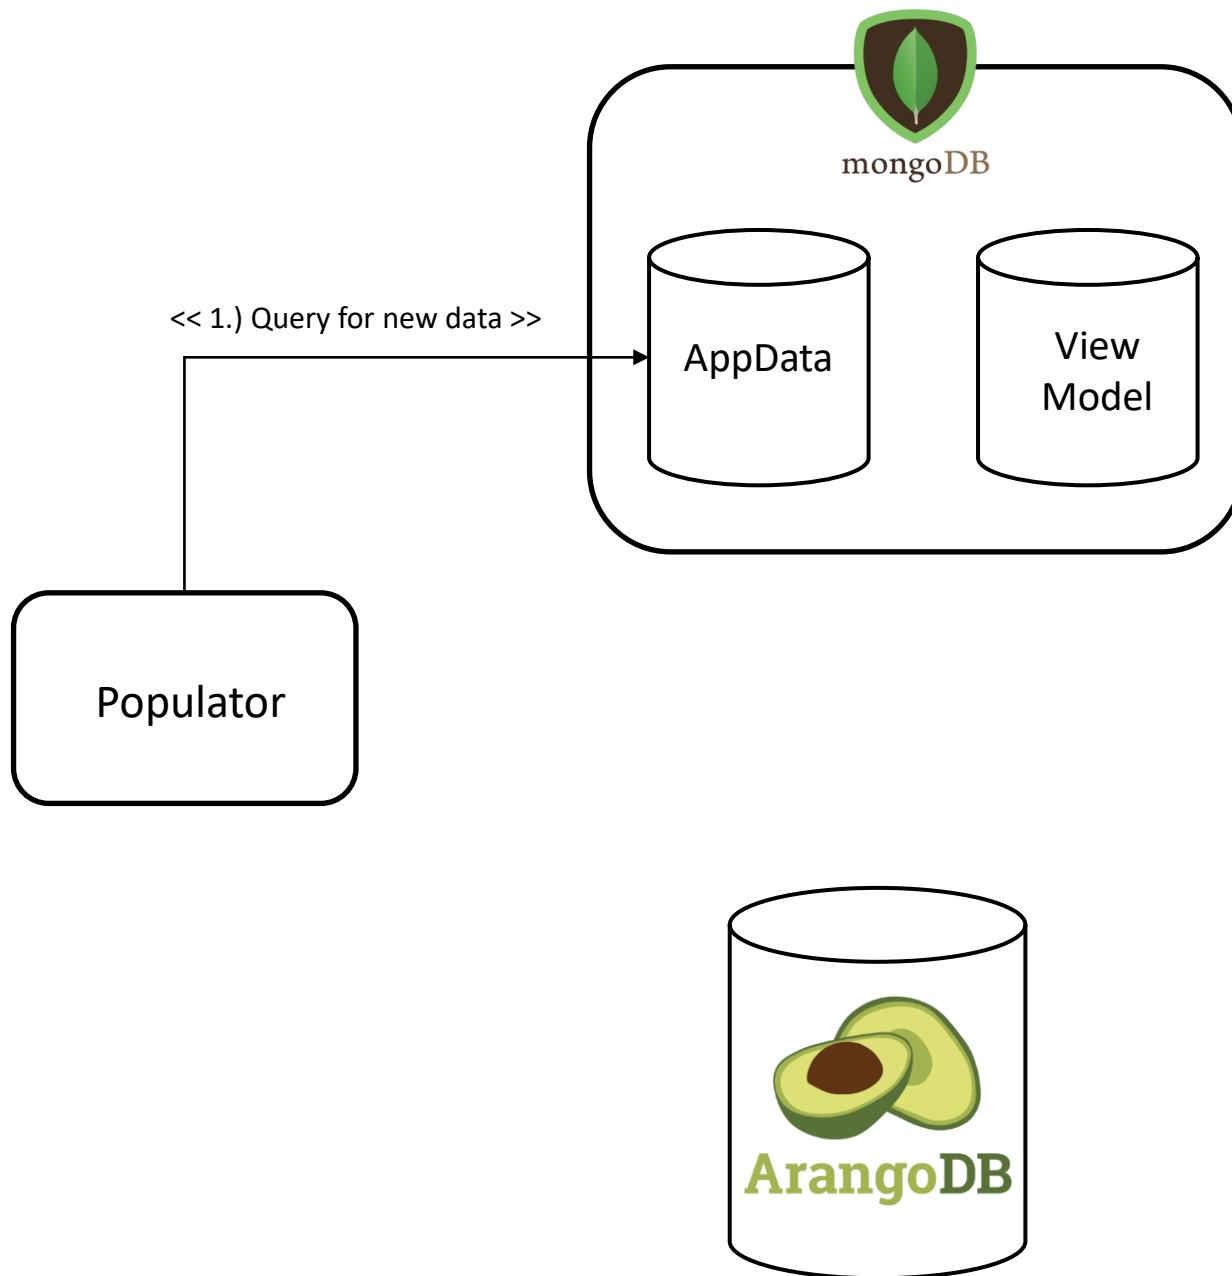 mongoDB
<< 1.) Query for new data >>
AppData
View
Model
Populator
ArangoDB